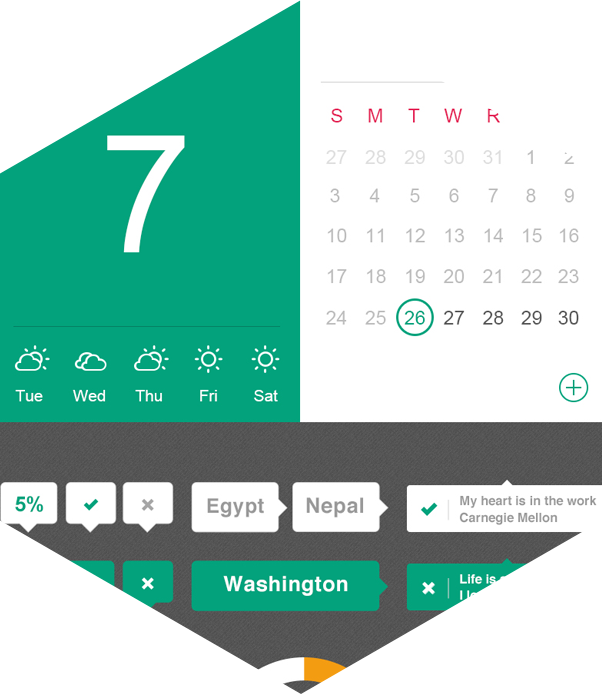 7
Tue Wed Thu Fri Sat
S M T W R
27 28 29 30 31 1 2
3 4 5 6 7 8 9
10 11 12 13 14 15 16
17 18 19 20 21 22 23
24 25 26 27 28 29 30
5% Egypt Nepal
My heart is in the work
Carnegie Mellon
Washington
Life is